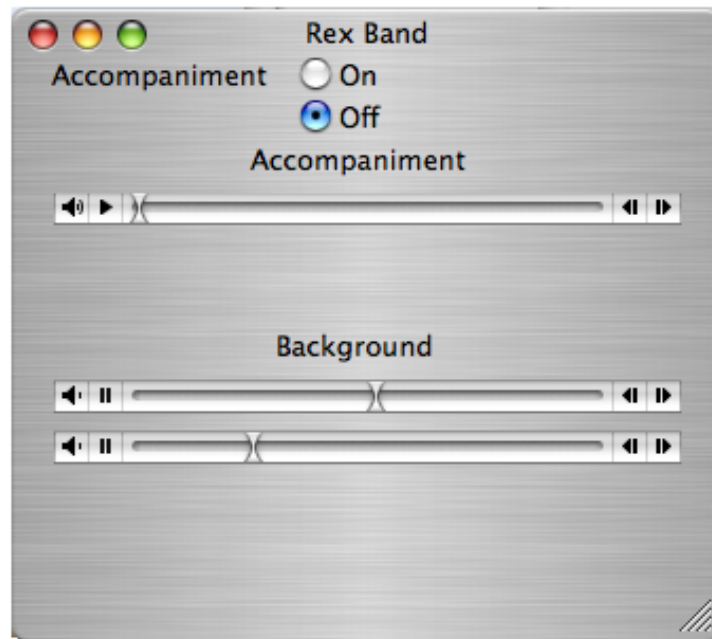 Rex Band
Accompaniment On
Off
Accompaniment
Background